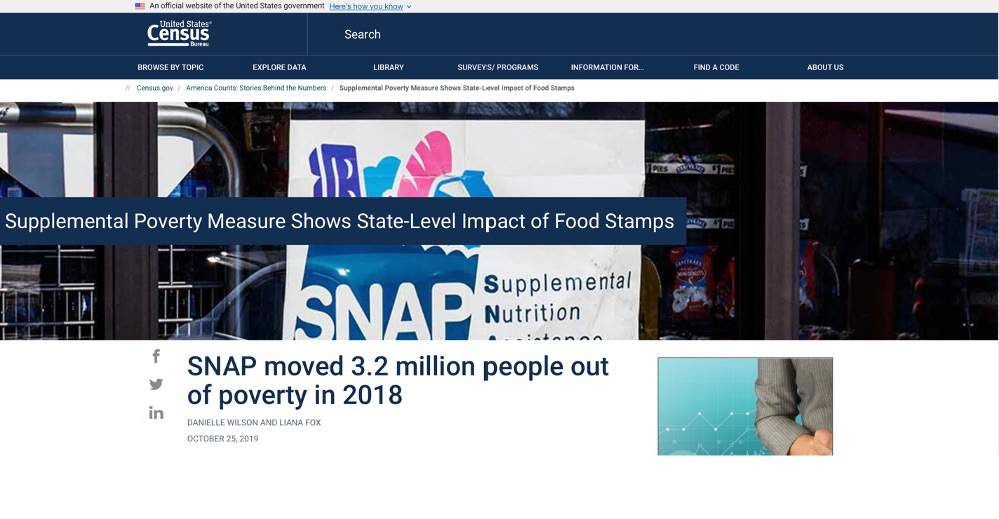 An official website of the United States government Here's how you know
United States®
Census
Bureau
Search
BROWSE BY TOPIC EXPLORE DATA LIBRARY SURVEYS/ PROGRAMS INFORMATION FOR... FIND A CODE ABOUT US
// Census.gov / America Counts: Stories Behind the Numbers / Supplemental Poverty Measure Shows State-Level Impact of Food Stamps
PIES
Supplemental Poverty Measure Shows State-Level Impact of Food Stamps
SNAP
Supplemental
Nutrition
Assistance
SNAP moved 3.2 million people out
of poverty in 2018
DANIELLE WILSON AND LIANA FOX
OCTOBER 25, 2019